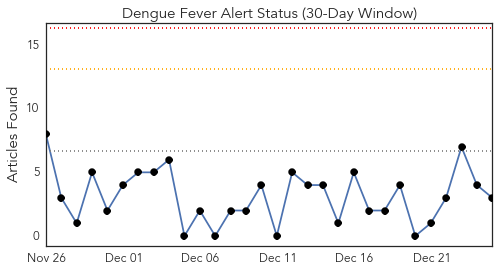 Dengue Fever Alert Status (30-Day Window)
Articles Found
15
10
5
0
Nov 26 Dec 01 Dec 06 Dec 11 Dec 16 Dec 21